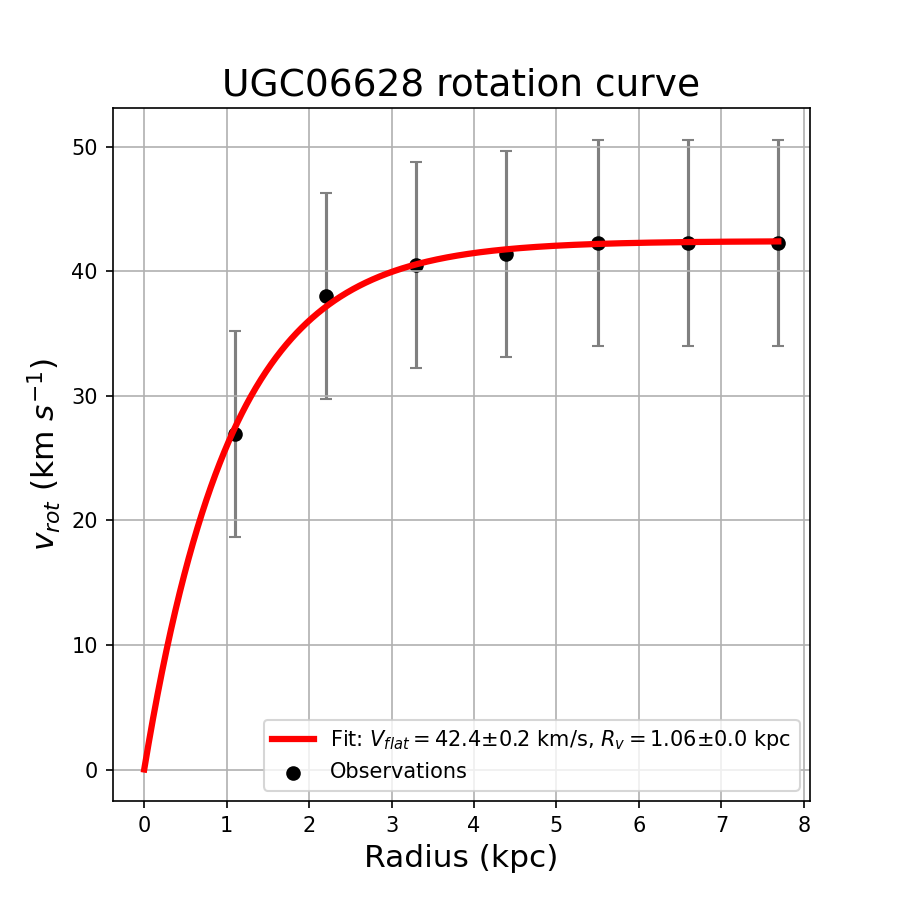 UGC06628 rotation curve
50
40
30
20
10
0
v_rot (km s⁻¹)
Fit: V_flat = 42.4±0.2 km/s, R_v = 1.06±0.0 kpc
Observations
0 1 2 3 4 5 6 7 8
Radius (kpc)